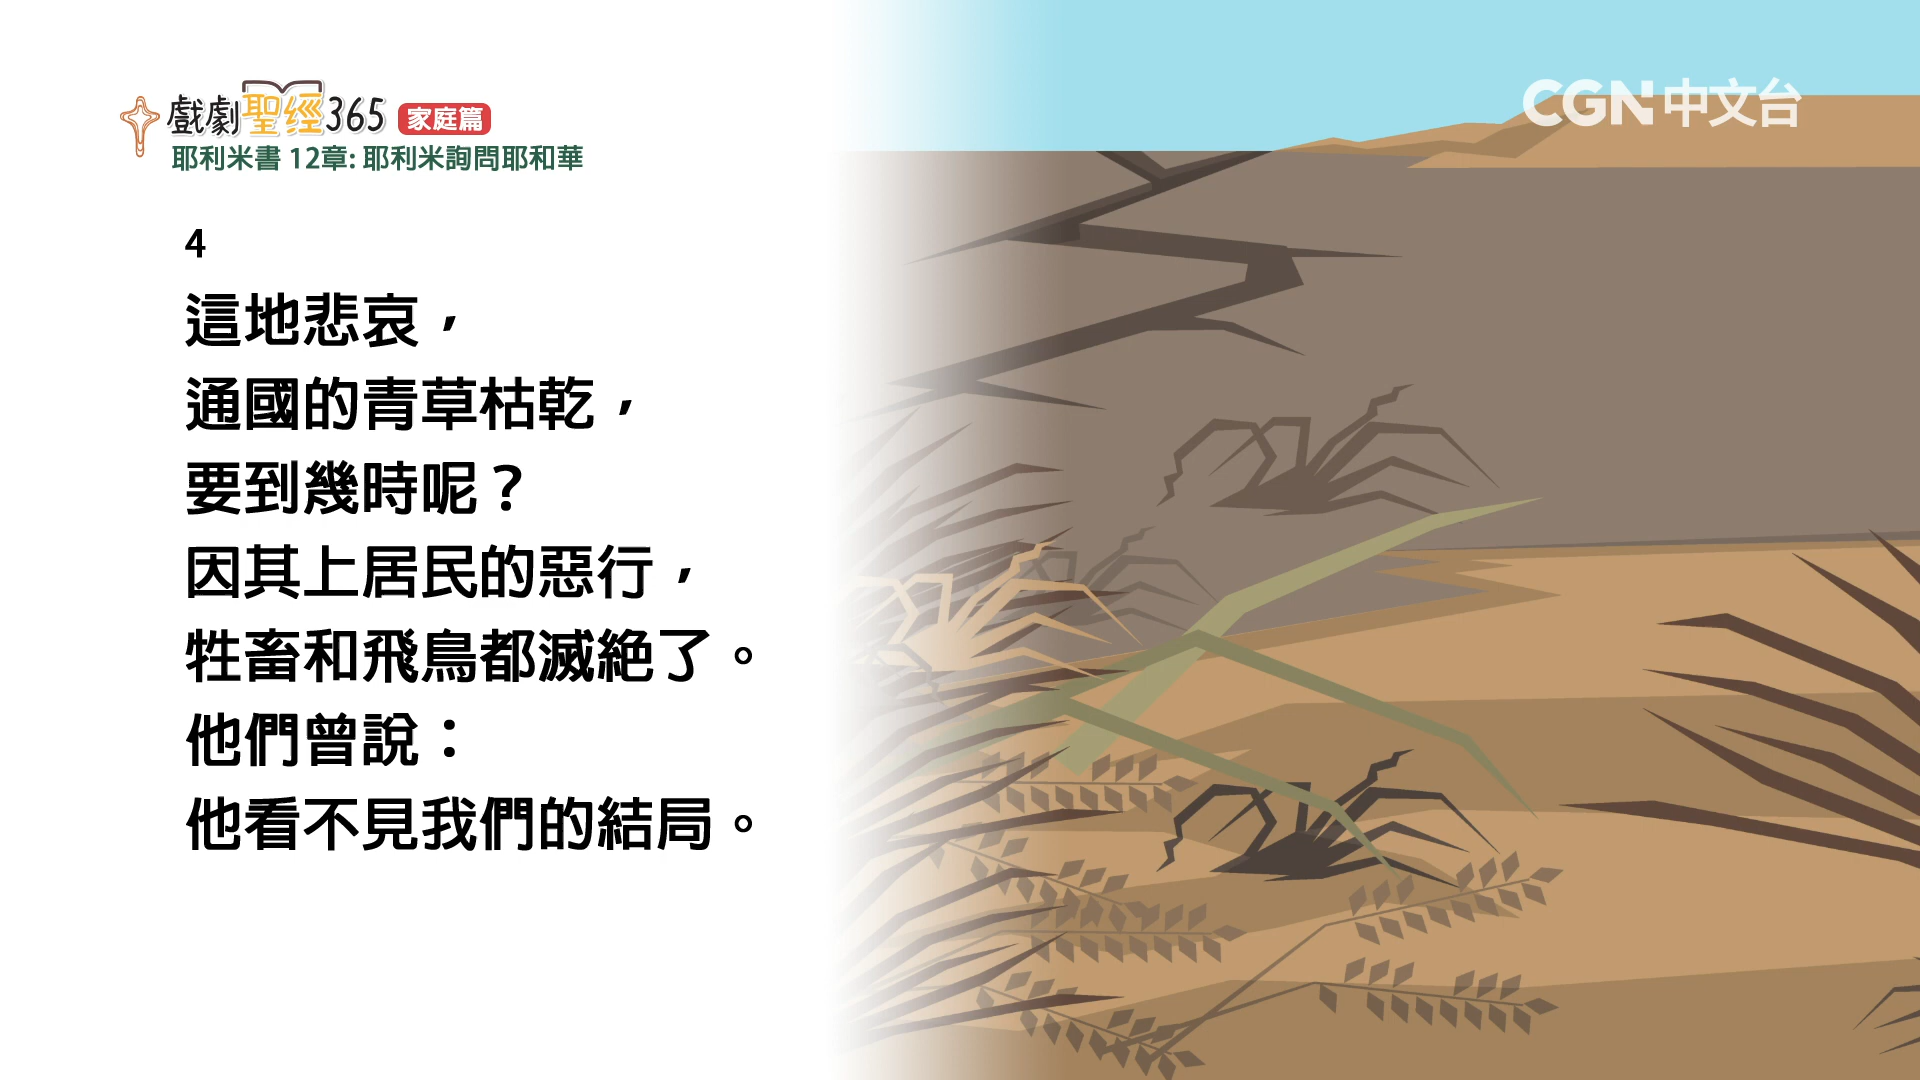 戲劇聖經365 家庭篇
CGN中文台
耶利米書 12章: 耶利米詢問耶和華
4
這地悲哀，
通國的青草枯乾，
要到幾時呢？
因其上居民的惡行，
牲畜和飛鳥都滅絕了。
他們曾說：
他看不見我們的結局。